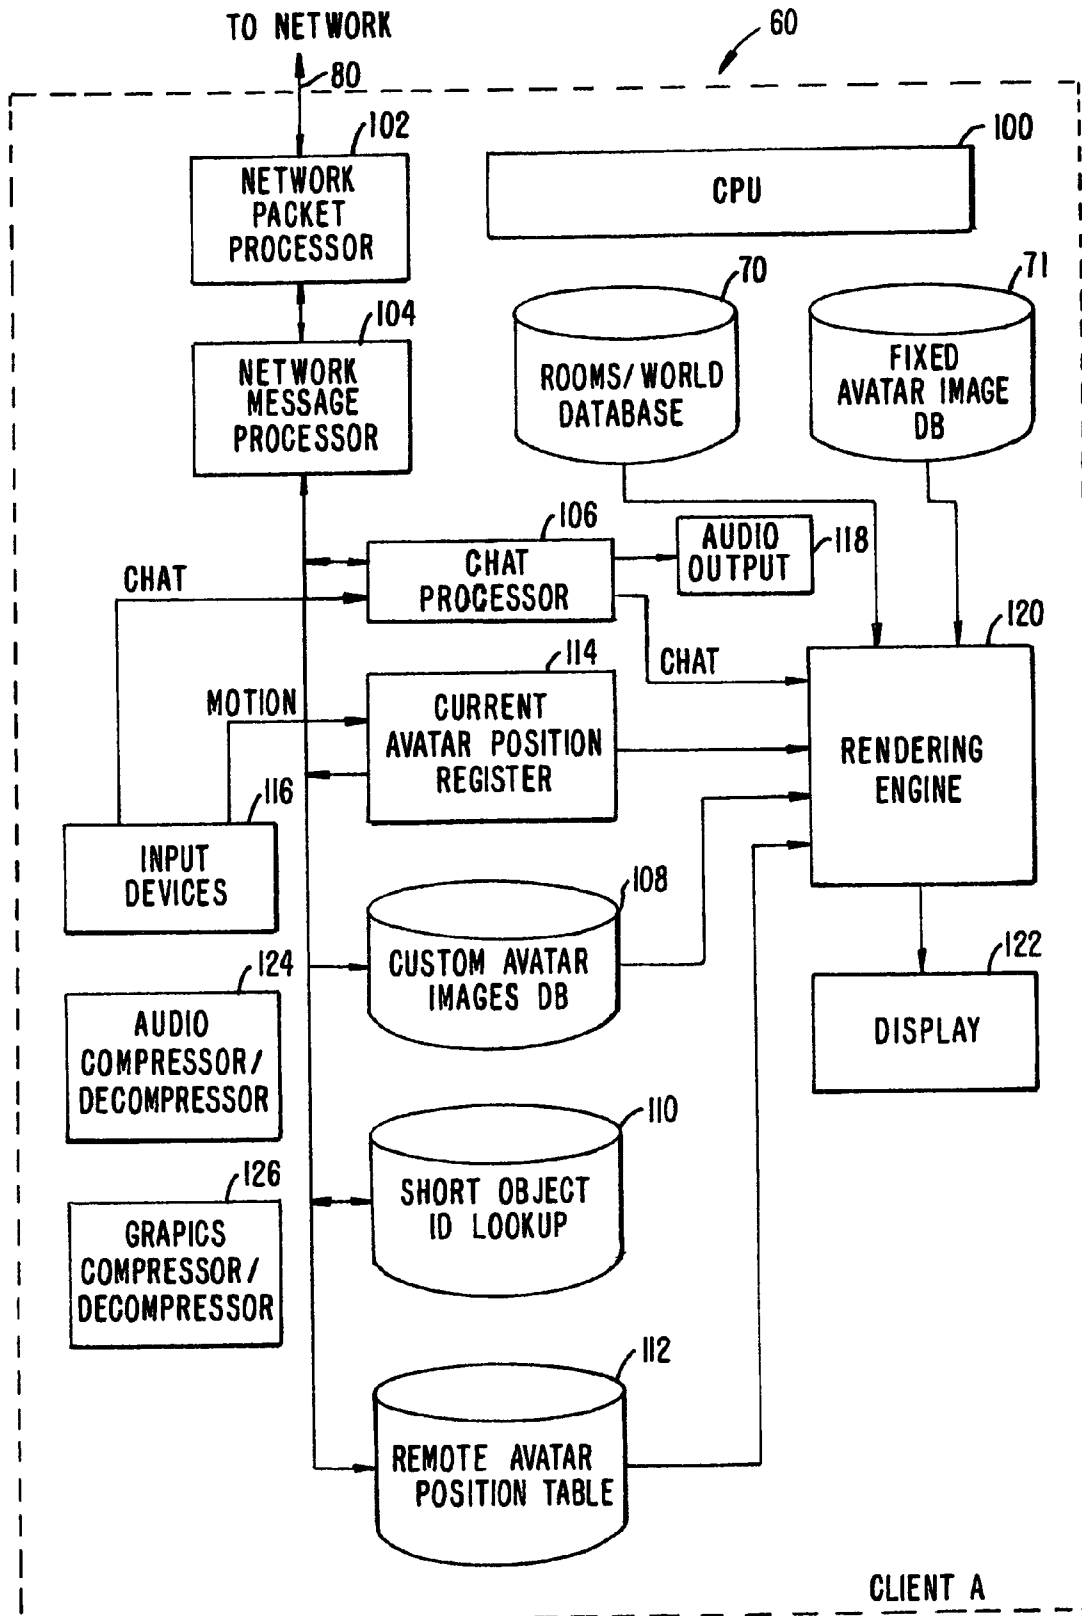 TO NETWORK
60
80
102
100
NETWORK
PACKET
PROCESSOR
CPU
70
71
104
NETWORK
MESSAGE
PROCESSOR
ROOMS/WORLD
DATABASE
FIXED
AVATAR IMAGE
DB
106
CHAT
PROCESSOR
AUDIO
OUTPUT
118
CHAT
120
114
CHAT
MOTION
CURRENT
AVATAR POSITION
REGISTER
RENDERING
ENGINE
116
INPUT
DEVICES
108
CUSTOM AVATAR
IMAGES DB
122
DISPLAY
124
AUDIO
COMPRESSOR/
DECOMPRESSOR
110
SHORT OBJECT
ID LOOKUP
126
GRAPICS
COMPRESSOR/
DECOMPRESSOR
112
REMOTE AVATAR
POSITION TABLE
CLIENT A